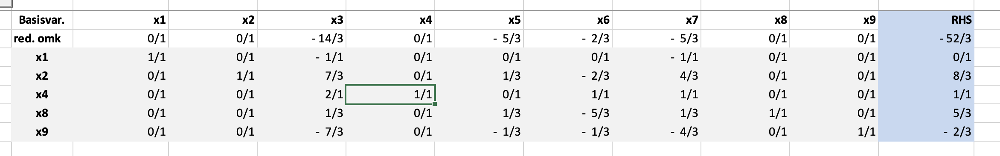 Basisvar. x1 x2 x3 x4 x5 x6 x7 x8 x9 RHS
red. omk 0/1 0/1 - 14/3 0/1 - 5/3 - 2/3 - 5/3 0/1 0/1 - 52/3
x1 1/1 0/1 - 1/1 0/1 0/1 0/1 - 1/1 0/1 0/1 0/1
x2 0/1 1/1 7/3 0/1 1/3 - 2/3 4/3 0/1 0/1 8/3
x4 0/1 0/1 2/1 1/1 0/1 1/1 1/1 0/1 0/1 1/1
x8 0/1 0/1 1/3 0/1 1/3 - 5/3 1/3 1/1 0/1 5/3
x9 0/1 0/1 - 7/3 0/1 - 1/3 - 1/3 - 4/3 0/1 1/1 - 2/3